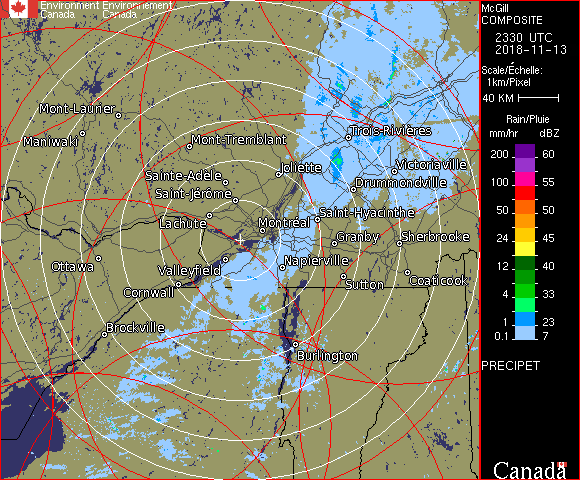 Environment Environnement
Canada Canada
McGill
COMPOSITE
2330 UTC
2018-11-13
Scale/Échelle:
1km/Pixel
40 KM
Rain/Pluie
mm/hr dBZ
200 60
150 57
100 55
50 50
24 45
12 40
4 33
1 23
0.1 7
PRECIPET
Canada
Mont-Laurier
Maniwaki
Mont-Tremblant
Trois-Rivières
Joliette
Victoriaville
Sainte-Adèle
Drummondville
Saint-Jérôme
Lachute
Saint-Hyacinthe
Montréal
Granby
Sherbrooke
Ottawa
Valleyfield
Napierville
Cornwall
Sutton
Coaticook
Brockville
Burlington